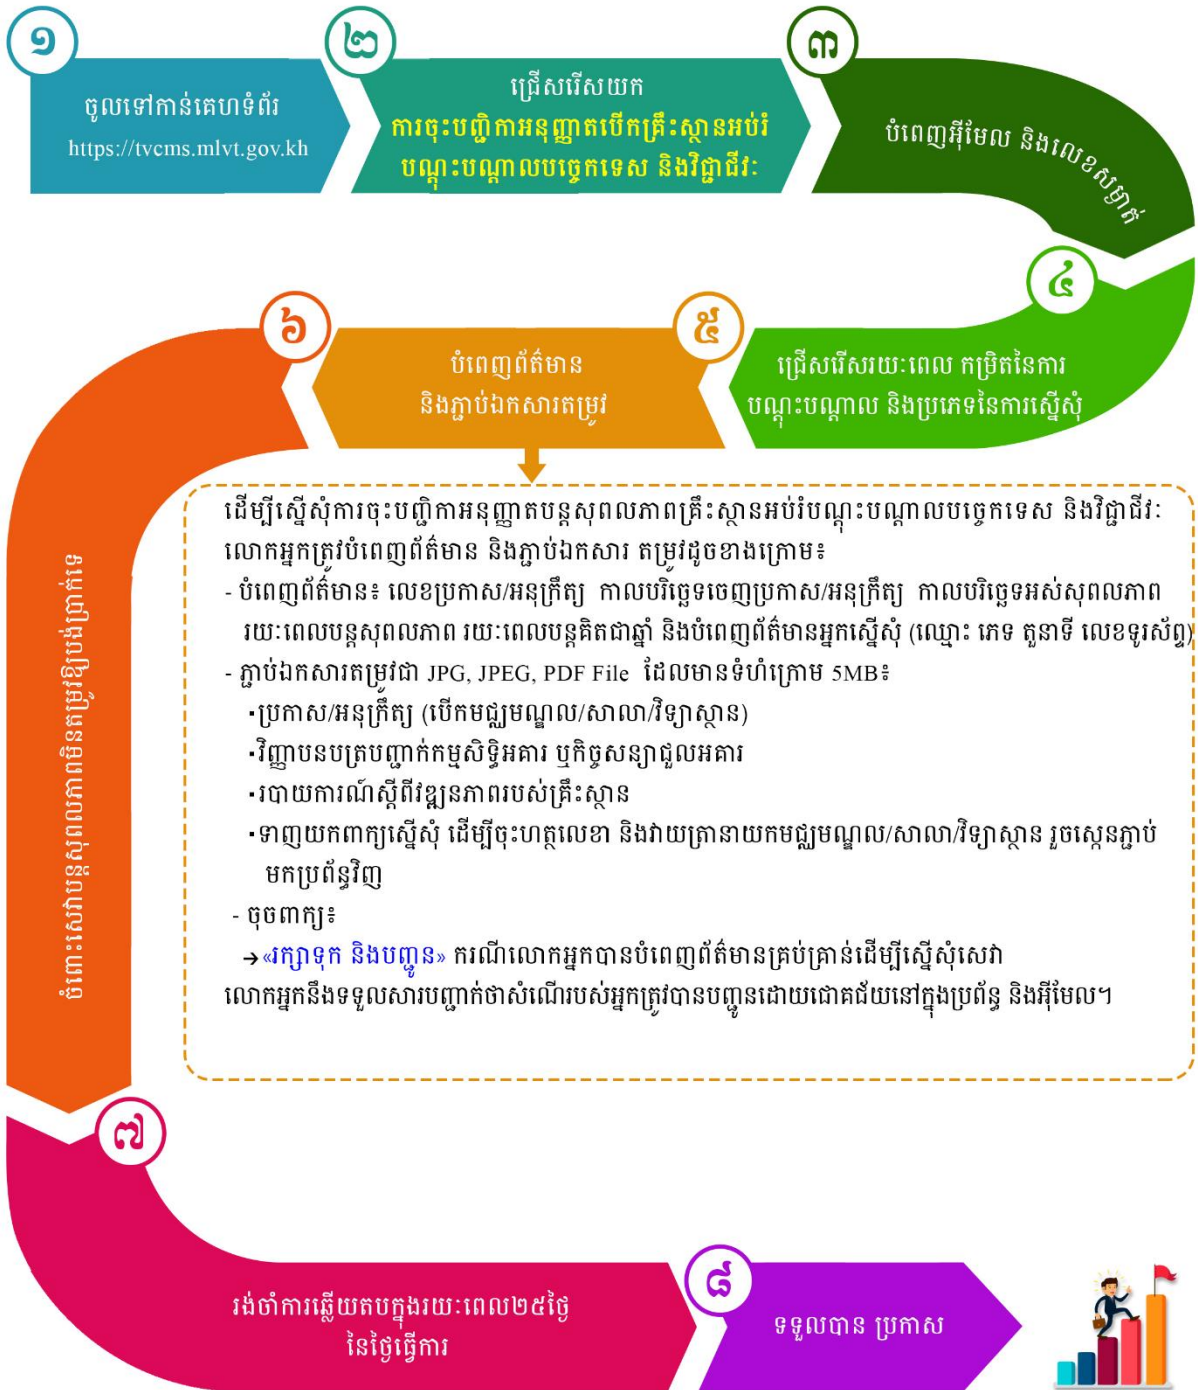 ១
ចូលទៅកាន់គេហទំព័រ
https://tvcms.mlvt.gov.kh
២
ជ្រើសរើសយក
ការចុះបញ្ជិកាអនុញ្ញាតបើកគ្រឹះស្ថានអប់រំ
បណ្តុះបណ្តាលបច្ចេកទេស និងវិជ្ជាជីវៈ
៣
បំពេញអ៊ីមែល និងលេខសម្ងាត់
៤
ជ្រើសរើសរយៈពេល កម្រិតនៃការ
បណ្តុះបណ្តាល និងប្រភេទនៃការស្នើសុំ
៥
បំពេញព័ត៌មាន
និងភ្ជាប់ឯកសារតម្រូវ
ដើម្បីស្នើសុំការចុះបញ្ជិកាអនុញ្ញាតបន្តសុពលភាពគ្រឹះស្ថានអប់រំបណ្តុះបណ្តាលបច្ចេកទេស និងវិជ្ជាជីវៈ
លោកអ្នកត្រូវបំពេញព័ត៌មាន និងភ្ជាប់ឯកសារ តម្រូវដូចខាងក្រោម៖
- បំពេញព័ត៌មាន៖ លេខប្រកាស/អនុក្រឹត្យ កាលបរិច្ឆេទចេញប្រកាស/អនុក្រឹត្យ កាលបរិច្ឆេទអស់សុពលភាព
រយៈពេលបន្តសុពលភាព រយៈពេលបន្តគិតជាឆ្នាំ និងបំពេញព័ត៌មានអ្នកស្នើសុំ (ឈ្មោះ ភេទ តួនាទី លេខទូរស័ព្ទ)
- ភ្ជាប់ឯកសារតម្រូវជា JPG, JPEG, PDF File ដែលមានទំហំក្រោម 5MB៖
▪ប្រកាស/អនុក្រឹត្យ (បើកមជ្ឈមណ្ឌល/សាលា/វិទ្យាស្ថាន)
▪វិញ្ញាបនបត្របញ្ជាក់កម្មសិទ្ធិអគារ ឬកិច្ចសន្យាជួលអគារ
▪របាយការណ៍ស្តីពីវឌ្ឍនភាពរបស់គ្រឹះស្ថាន
▪ទាញយកពាក្យស្នើសុំ ដើម្បីចុះហត្ថលេខា និងវាយត្រានាយកមជ្ឈមណ្ឌល/សាលា/វិទ្យាស្ថាន រួចស្កេនភ្ជាប់
មកប្រព័ន្ធវិញ
- ចុចពាក្យ៖
→«រក្សាទុក និងបញ្ជូន» ករណីលោកអ្នកបានបំពេញព័ត៌មានគ្រប់គ្រាន់ដើម្បីស្នើសុំសេវា
លោកអ្នកនឹងទទួលសារបញ្ជាក់ថាសំណើរបស់អ្នកត្រូវបានបញ្ជូនដោយជោគជ័យនៅក្នុងប្រព័ន្ធ និងអ៊ីមែល។
៦
ចំពោះសេវាបន្តសុពលភាពមិនតម្រូវឱ្យបង់ប្រាក់ទេ
៧
រង់ចាំការឆ្លើយតបក្នុងរយៈពេល២៥ថ្ងៃ
នៃថ្ងៃធ្វើការ
៨
ទទួលបាន ប្រកាស